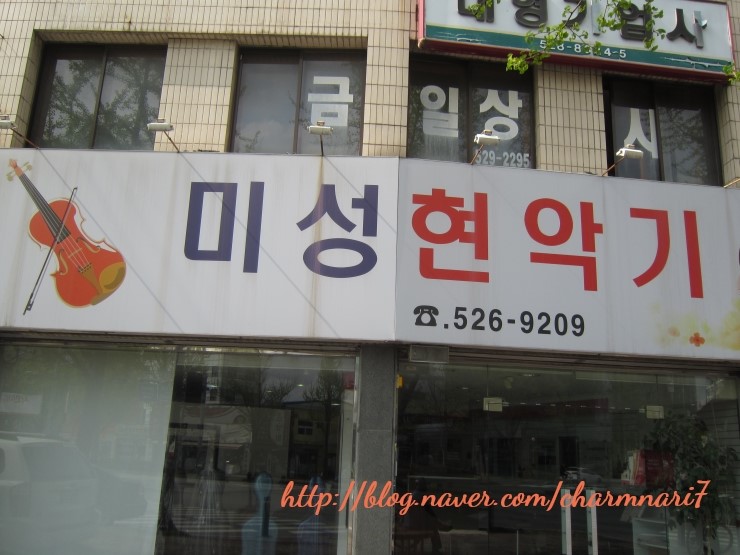 대영기업사
금 일 상 사
529-2295
미성현악기
☎.526-9209
http://blog.naver.com/charmnari7